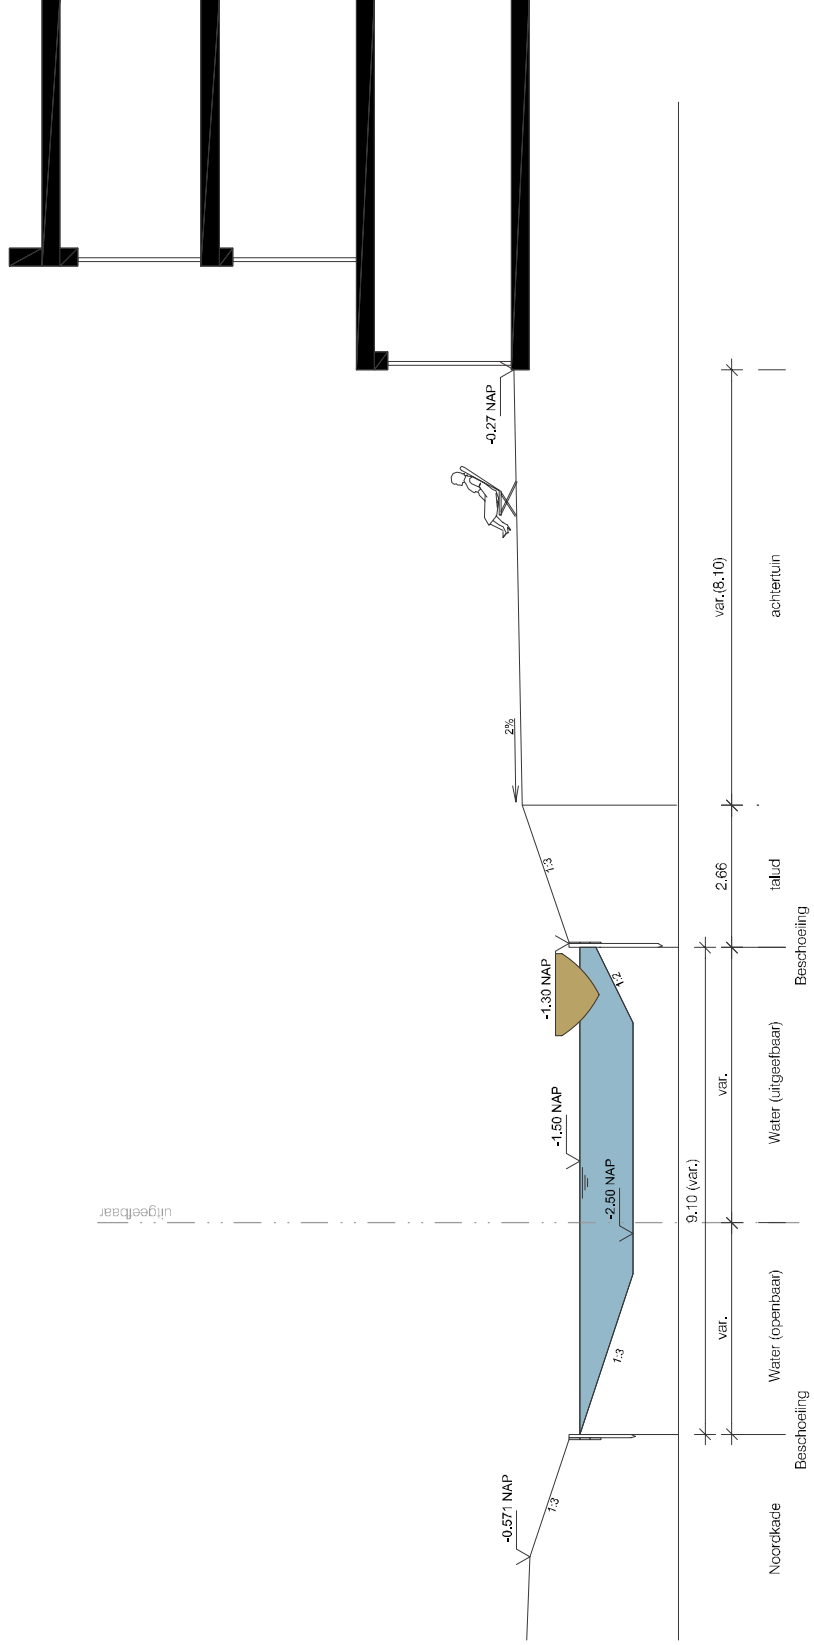 -0.27 NAP
2%
1:3
-1.30 NAP
1:2
-1.50 NAP
-2.50 NAP
uitgeefbaar
1:3
-0.571 NAP
1:3
9.10 (var.)
var.(8.10)
2.66
var.
var.
achtertuin
talud
Water (uitgeefbaar)
Water (openbaar)
Noordkade
Beschoeiing
Beschoeiing